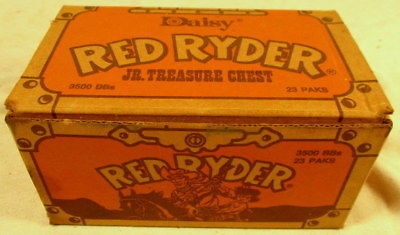 Daisy
RED RYDER®
JR. TREASURE CHEST
3500 BBs 23 PAKS
RED RYDER®
3500 BBs
23 PAKS